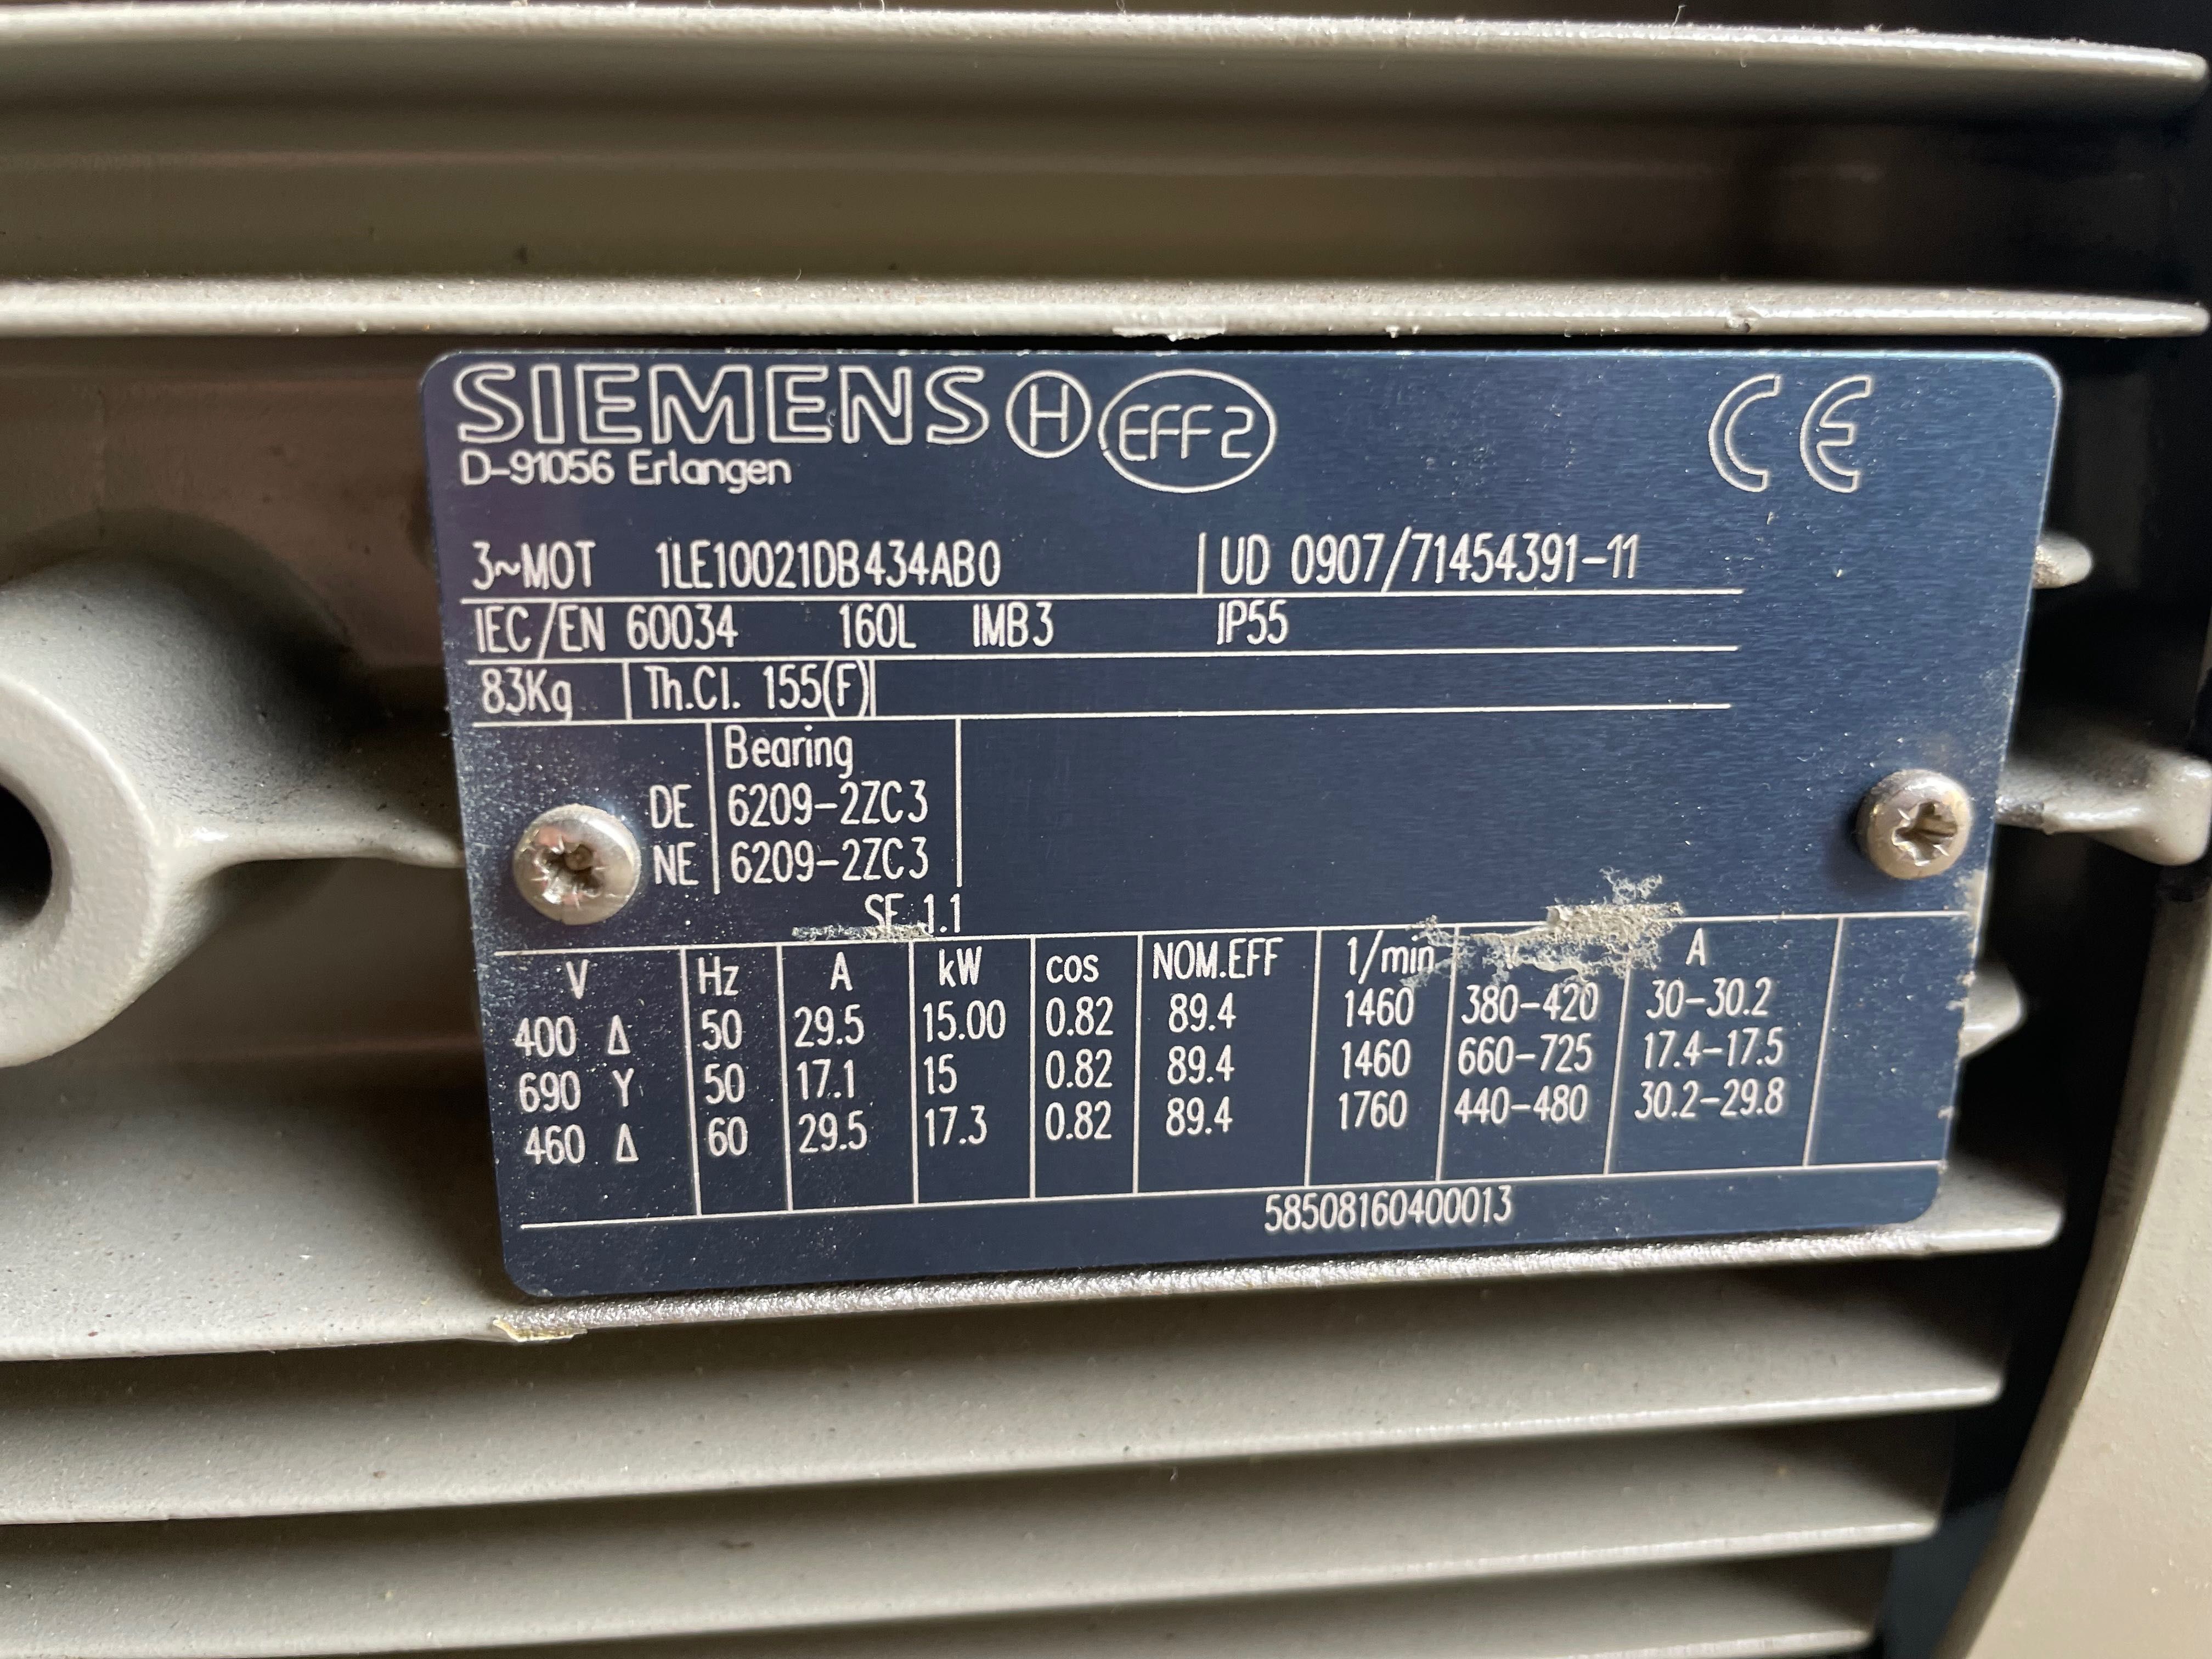 SIEMENS H EFF2 CE
D-91056 Erlangen
3~MOT 1LE10021DB434AB0 UD 0907/71454391-11
IEC/EN 60034 160L IMB3 IP55
83Kg Th.Cl. 155(F)
Bearing
DE 6209-2ZC3
NE 6209-2ZC3
SF 1.1
V Hz A kW cos NOM.EFF 1/min A
400 Δ 50 29.5 15.00 0.82 89.4 1460 380-420 30-30.2
690 Y 50 17.1 15 0.82 89.4 1460 660-725 17.4-17.5
460 Δ 60 29.5 17.3 0.82 89.4 1760 440-480 30.2-29.8
58508160400013